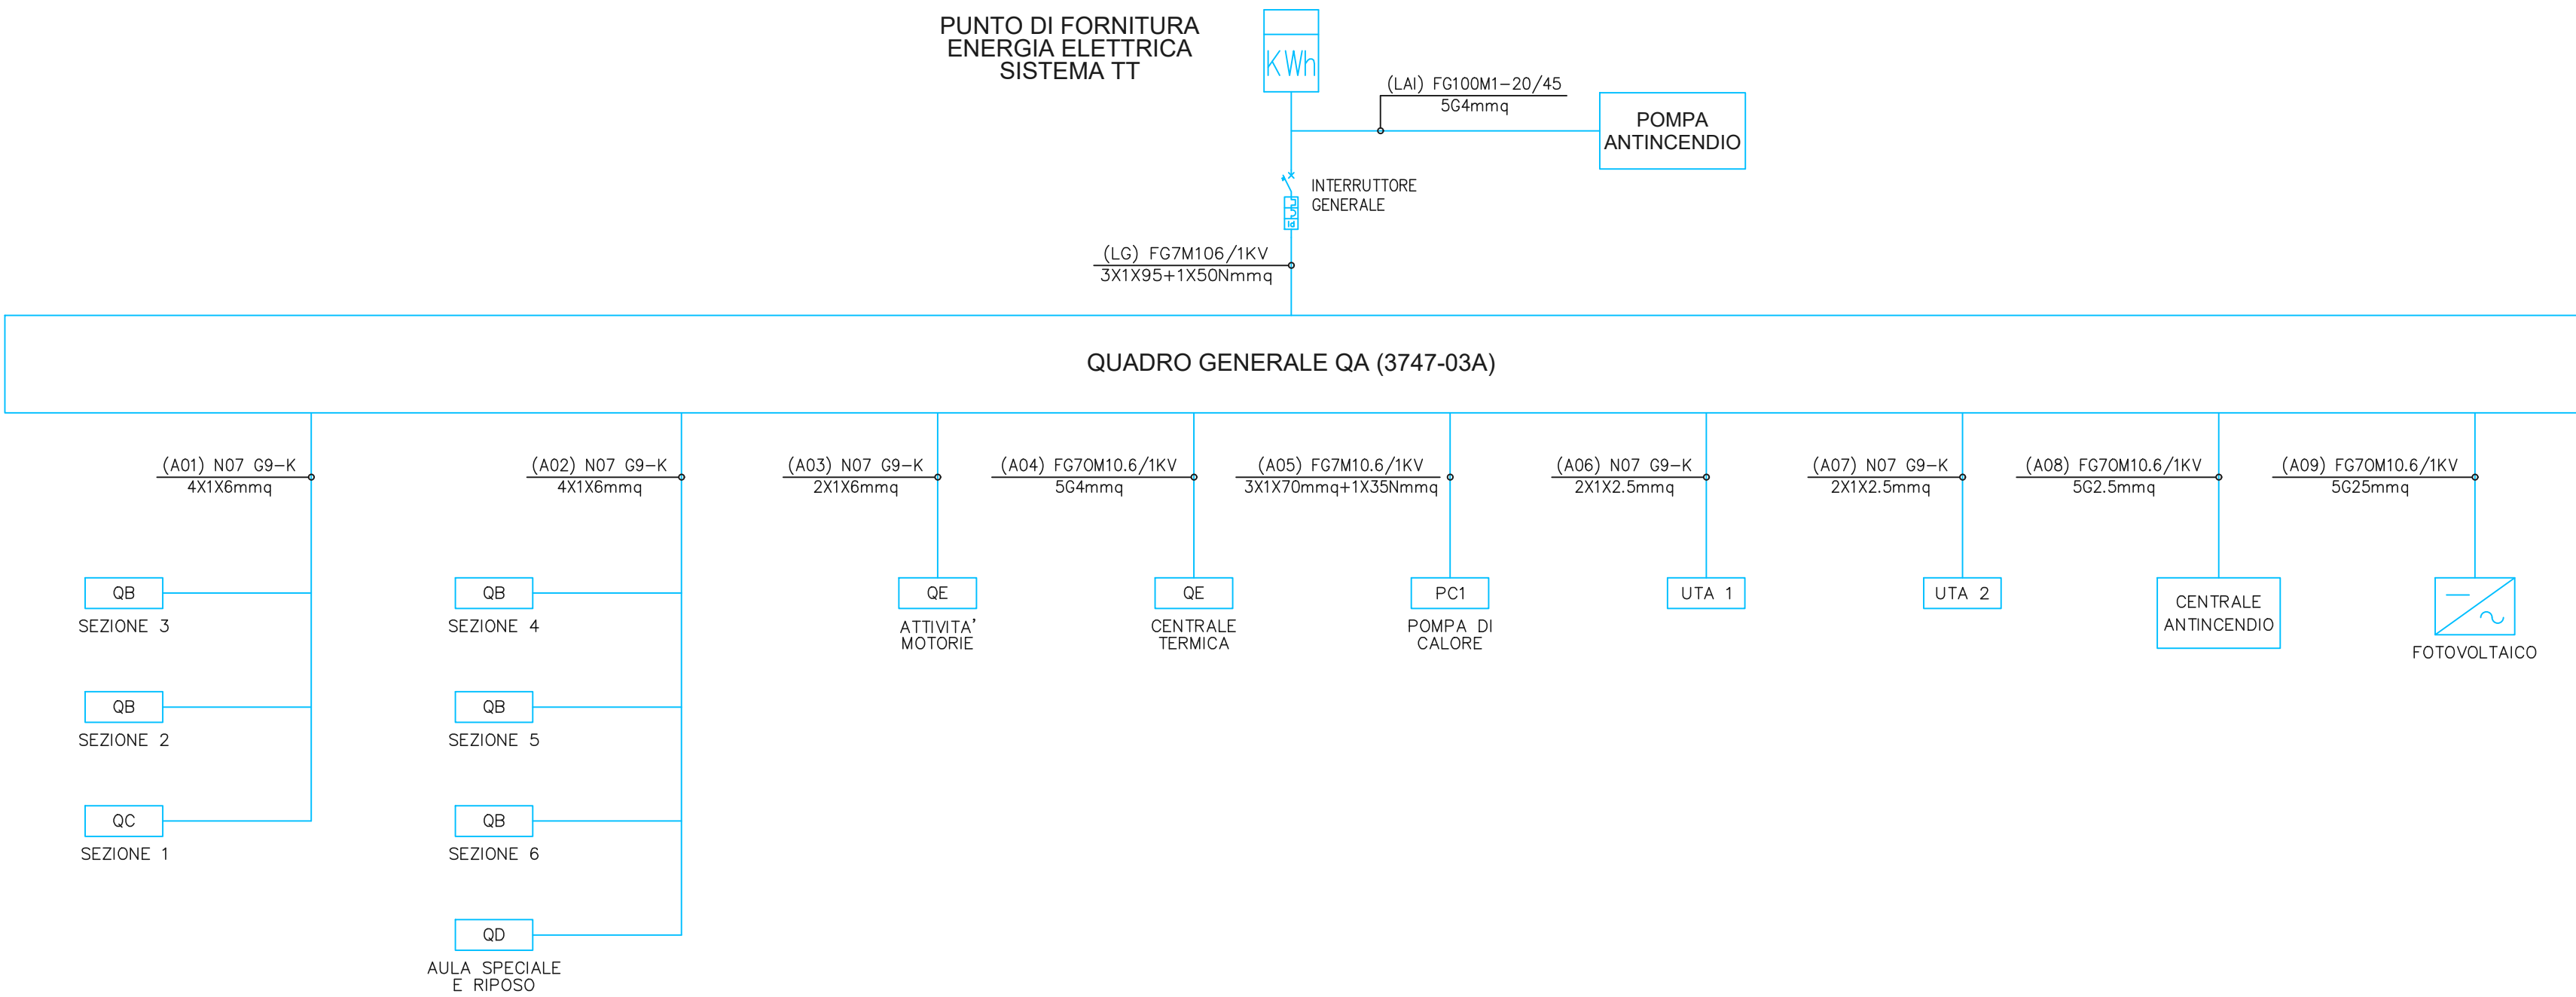 PUNTO DI FORNITURA
ENERGIA ELETTRICA
SISTEMA TT
KWh
(LAI) FG100M1-20/45
5G4mmq
POMPA
ANTINCENDIO
INTERRUTTORE
GENERALE
Id
(LG) FG7M106/1KV
3X1X95+1X50Nmmq
QUADRO GENERALE QA (3747-03A)
(A01) N07 G9-K
4X1X6mmq
(A02) N07 G9-K
4X1X6mmq
(A03) N07 G9-K
2X1X6mmq
(A04) FG7OM10.6/1KV
5G4mmq
(A05) FG7M10.6/1KV
3X1X70mmq+1X35Nmmq
(A06) N07 G9-K
2X1X2.5mmq
(A07) N07 G9-K
2X1X2.5mmq
(A08) FG7OM10.6/1KV
5G2.5mmq
(A09) FG7OM10.6/1KV
5G25mmq
QB
SEZIONE 3
QB
SEZIONE 2
QC
SEZIONE 1
QB
SEZIONE 4
QB
SEZIONE 5
QB
SEZIONE 6
QD
AULA SPECIALE
E RIPOSO
QE
ATTIVITA'
MOTORIE
QE
CENTRALE
TERMICA
PC1
POMPA DI
CALORE
UTA 1
UTA 2
CENTRALE
ANTINCENDIO
FOTOVOLTAICO